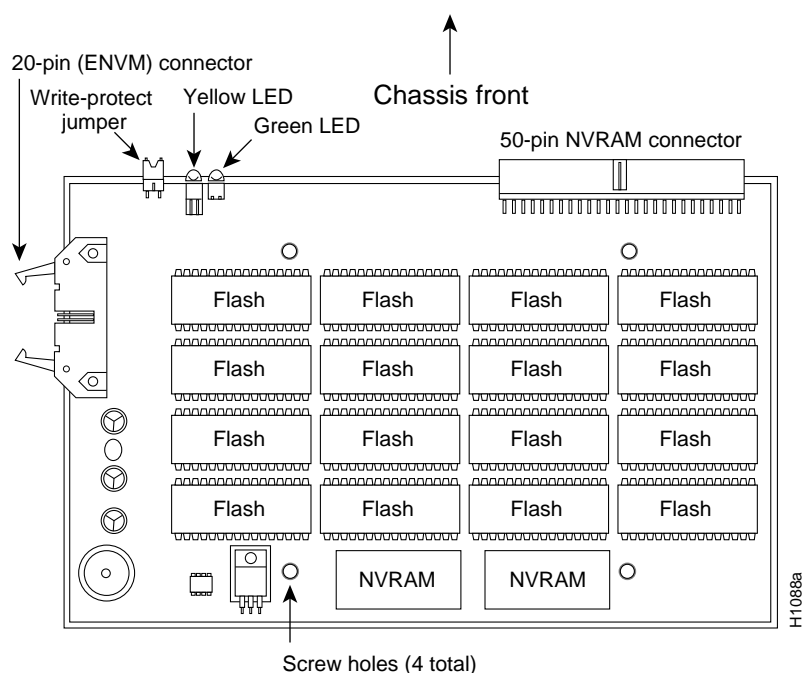 20-pin (ENVM) connector
Write-protect
jumper
Yellow LED
Green LED
Chassis front
50-pin NVRAM connector
Flash Flash Flash Flash
Flash Flash Flash Flash
Flash Flash Flash Flash
Flash Flash Flash Flash
NVRAM NVRAM
Screw holes (4 total)
H1088a